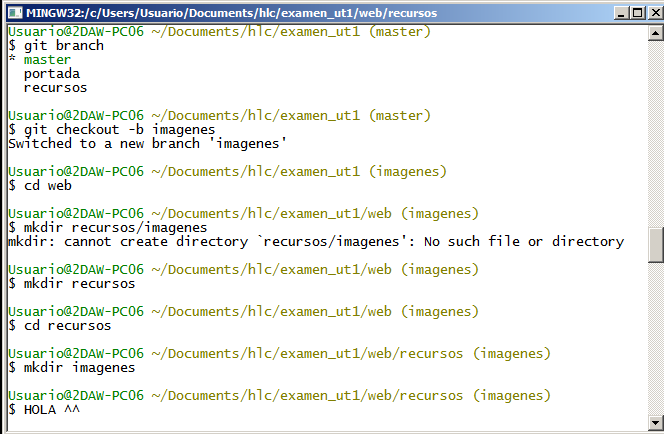 MINGW32:/c/Users/Usuario/Documents/hlc/examen_ut1/web/recursos
Usuario@2DAW-PC06 ~/Documents/hlc/examen_ut1 (master)
$ git branch
* master
  portada
  recursos
Usuario@2DAW-PC06 ~/Documents/hlc/examen_ut1 (master)
$ git checkout -b imagenes
Switched to a new branch 'imagenes'
Usuario@2DAW-PC06 ~/Documents/hlc/examen_ut1 (imagenes)
$ cd web
Usuario@2DAW-PC06 ~/Documents/hlc/examen_ut1/web (imagenes)
$ mkdir recursos/imagenes
mkdir: cannot create directory `recursos/imagenes': No such file or directory
Usuario@2DAW-PC06 ~/Documents/hlc/examen_ut1/web (imagenes)
$ mkdir recursos
Usuario@2DAW-PC06 ~/Documents/hlc/examen_ut1/web (imagenes)
$ cd recursos
Usuario@2DAW-PC06 ~/Documents/hlc/examen_ut1/web/recursos (imagenes)
$ mkdir imagenes
Usuario@2DAW-PC06 ~/Documents/hlc/examen_ut1/web/recursos (imagenes)
$ HOLA ^^